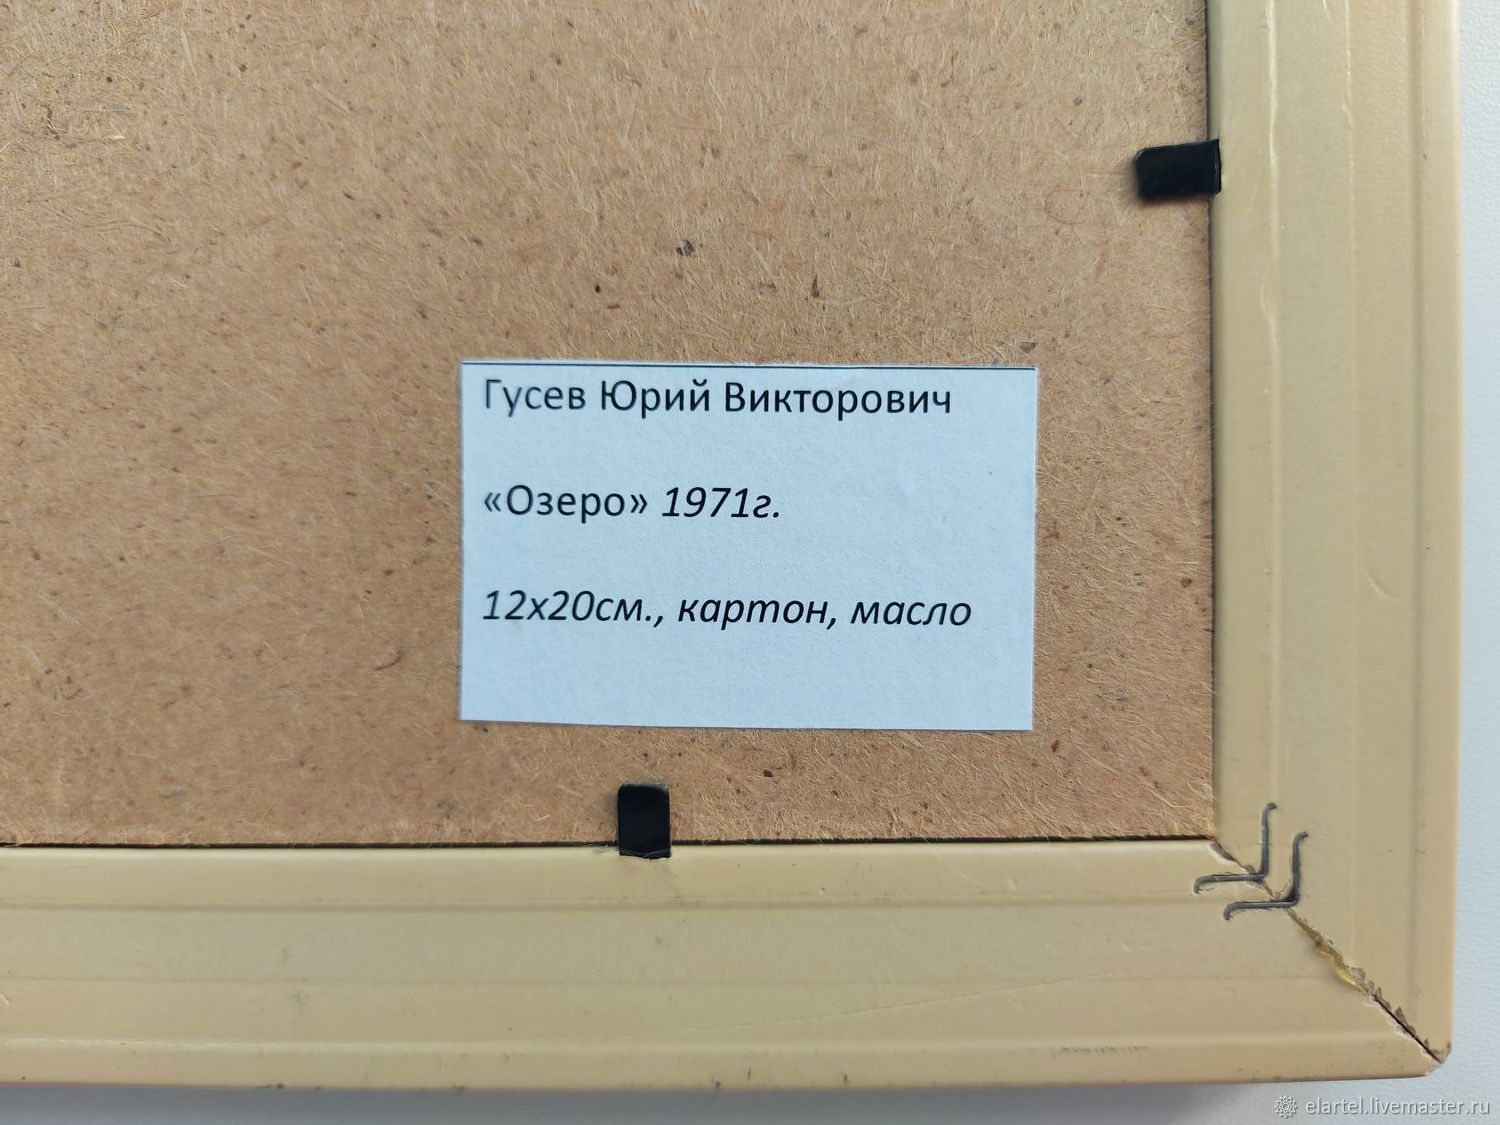 Гусев Юрий Викторович
«Озеро» 1971г.
12х20см., картон, масло
elartel.livemaster.ru